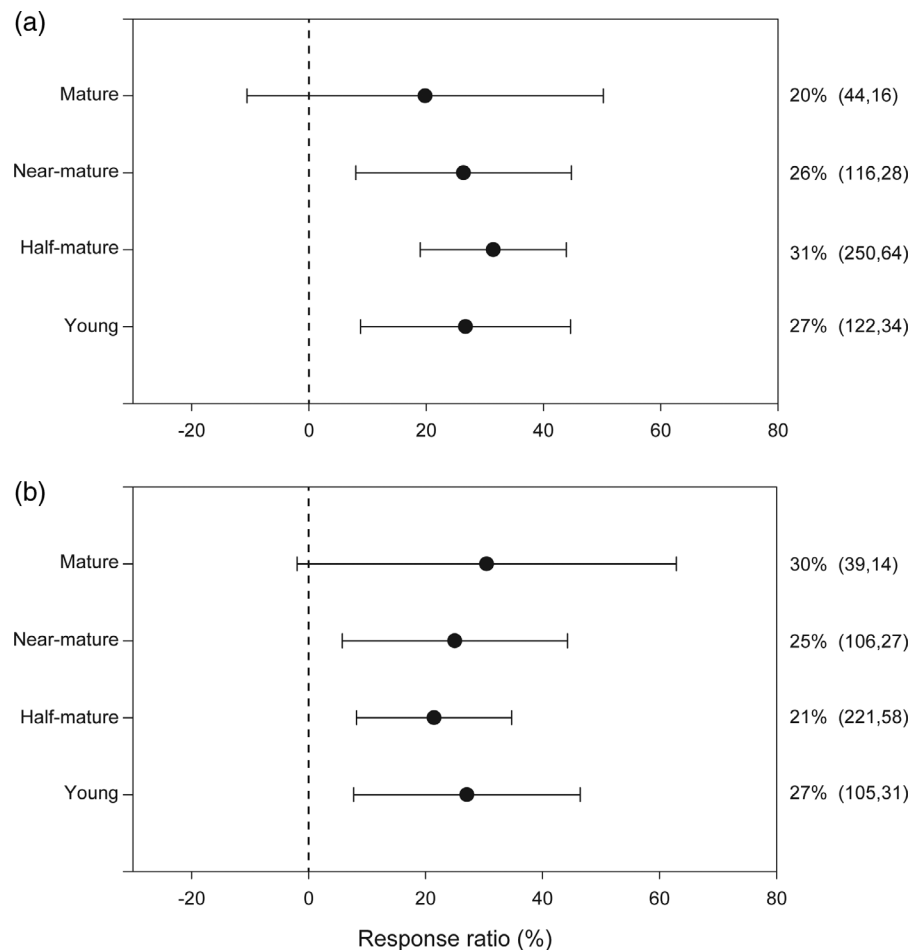 (a)
Mature 20% (44,16)
Near-mature 26% (116,28)
Half-mature 31% (250,64)
Young 27% (122,34)
-20 0 20 40 60 80
(b)
Mature 30% (39,14)
Near-mature 25% (106,27)
Half-mature 21% (221,58)
Young 27% (105,31)
-20 0 20 40 60 80
Response ratio (%)